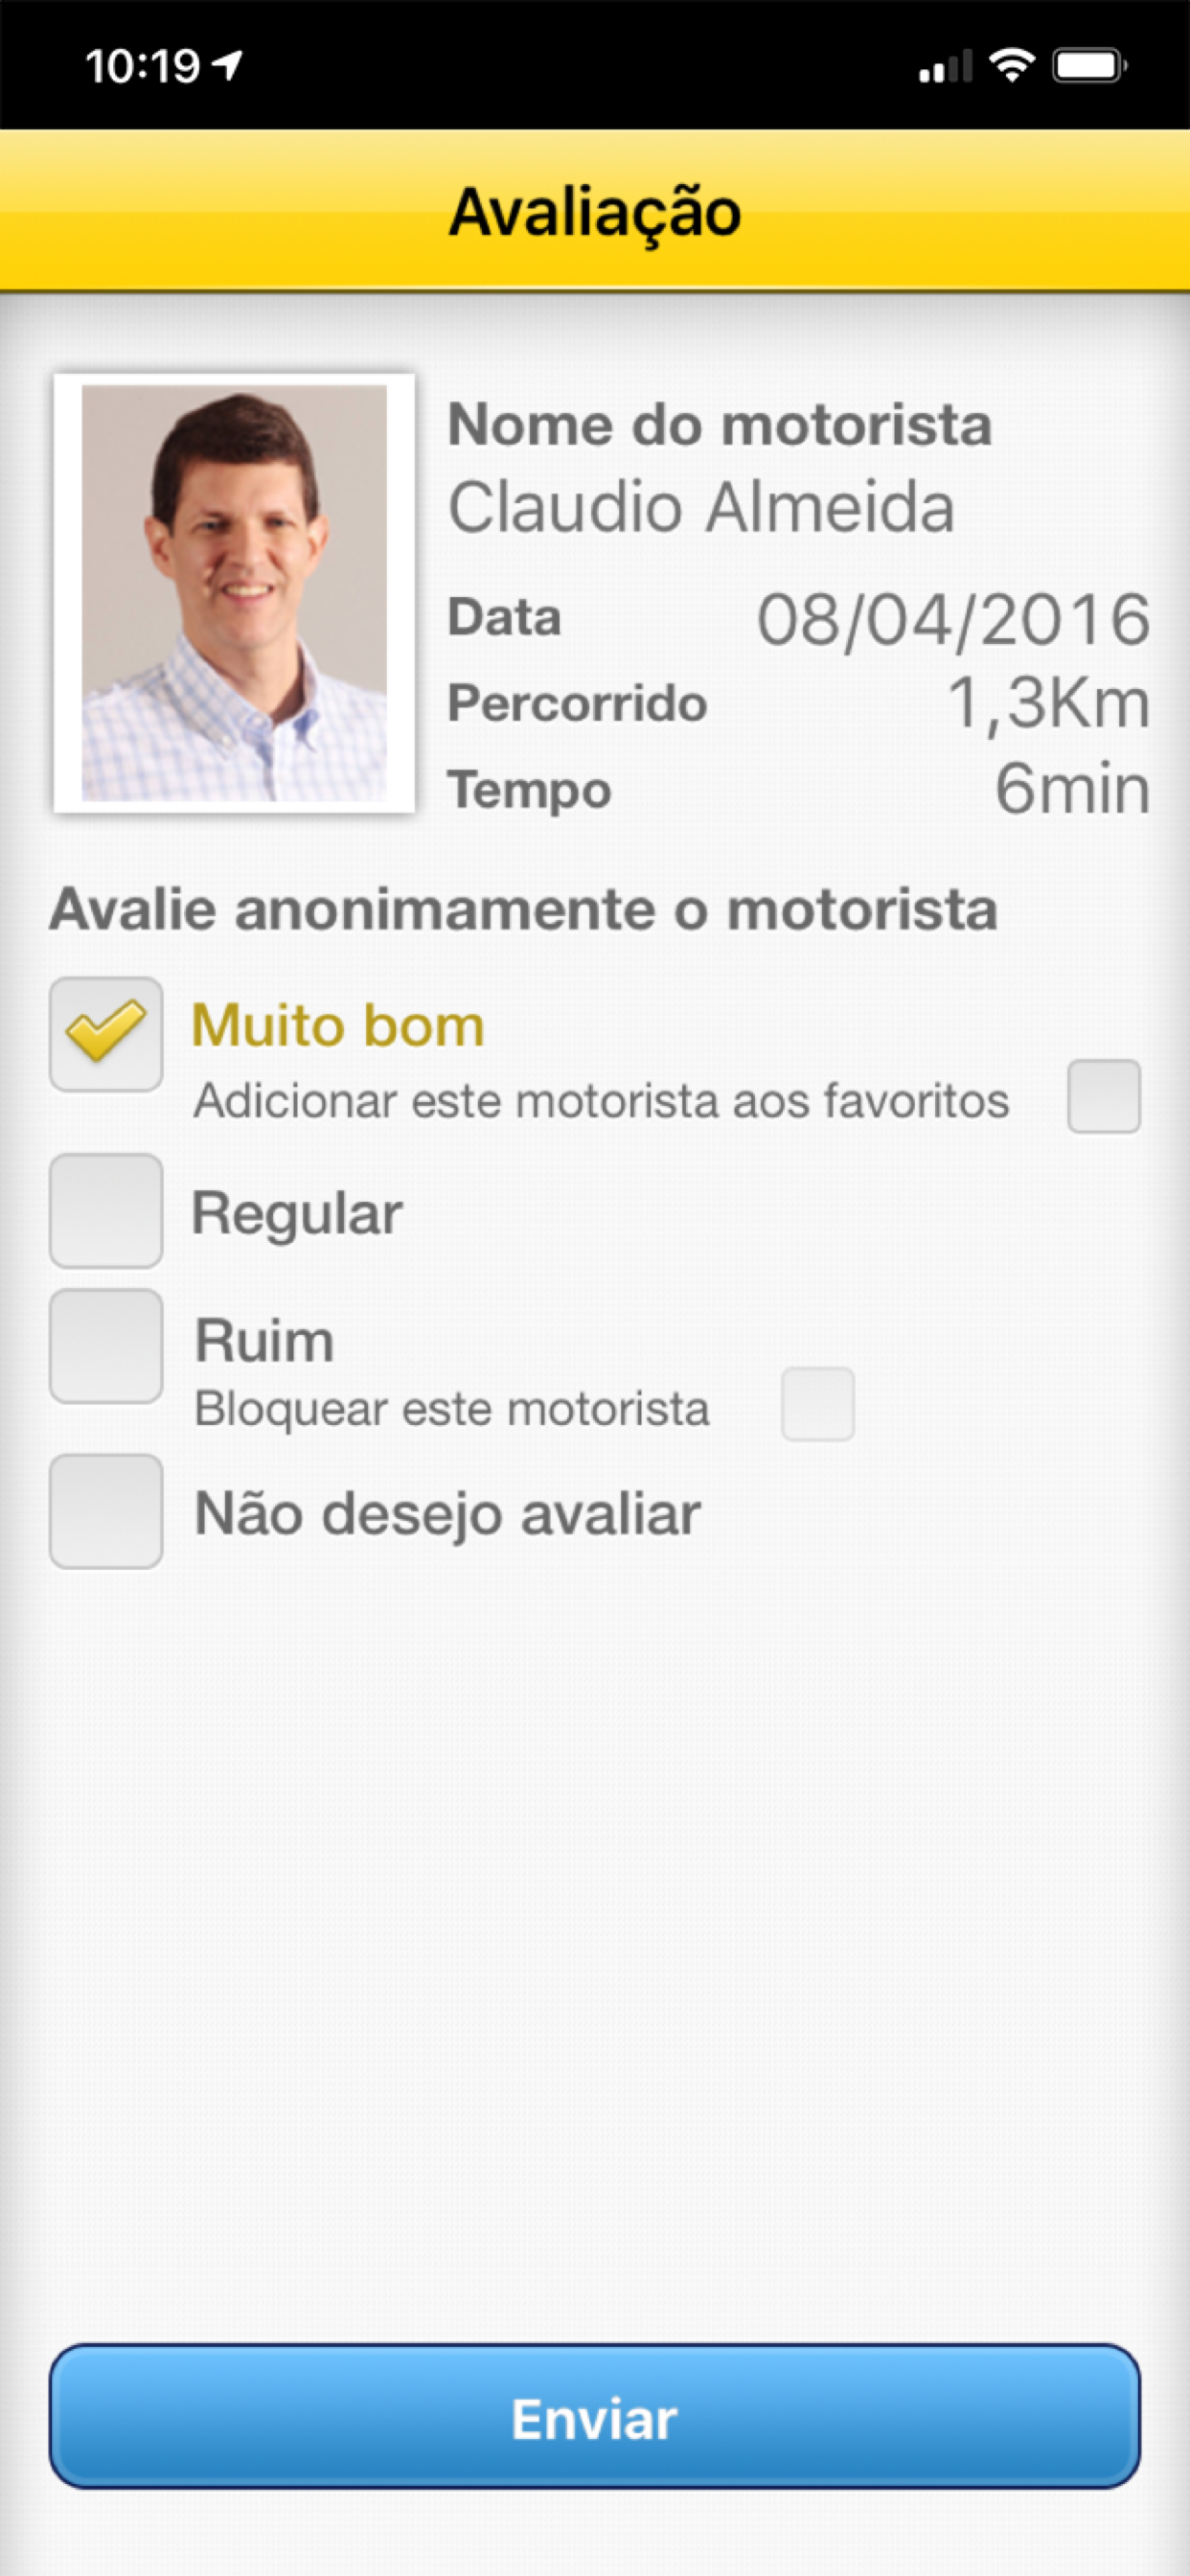 10:19
Avaliação
Nome do motorista
Claudio Almeida
Data 08/04/2016
Percorrido 1,3Km
Tempo 6min
Avalie anonimamente o motorista
Muito bom
Adicionar este motorista aos favoritos
Regular
Ruim
Bloquear este motorista
Não desejo avaliar
Enviar